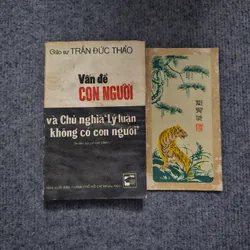 Giáo sư TRẦN ĐỨC THẢO
Vấn đề
CON NGƯỜI
và Chủ nghĩa "Lý luận
không có con người"